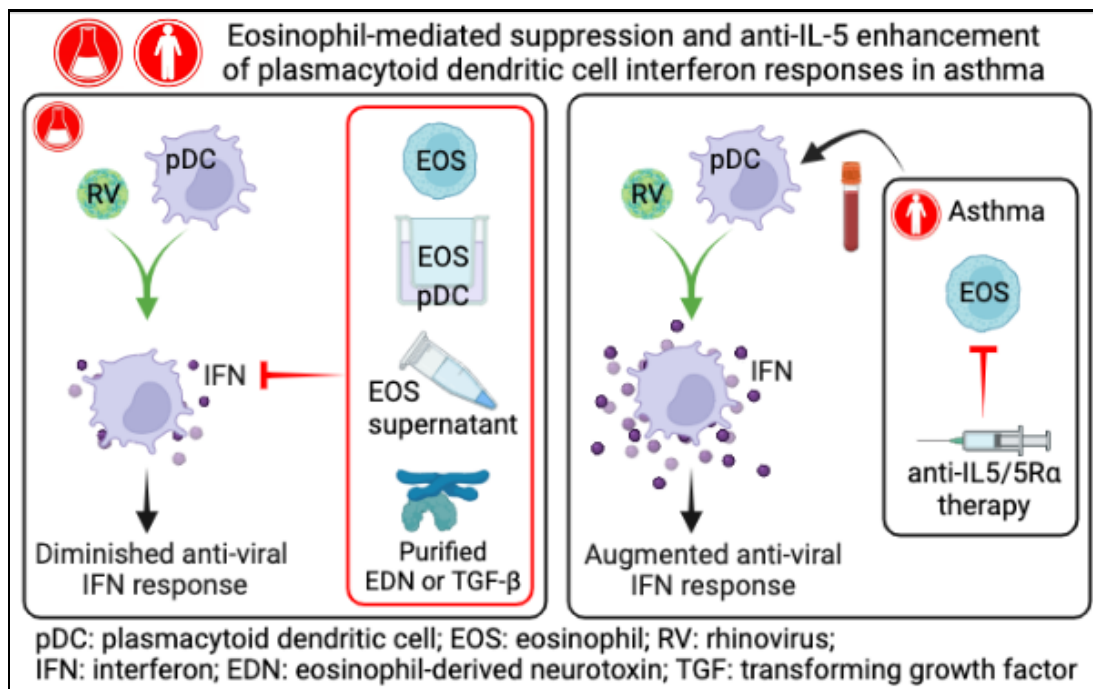 Eosinophil-mediated suppression and anti-IL-5 enhancement
of plasmacytoid dendritic cell interferon responses in asthma
pDC
RV
IFN
Diminished anti-viral
IFN response
EOS
EOS
pDC
EOS
supernatant
Purified
EDN or TGF-β
pDC
RV
IFN
Augmented anti-viral
IFN response
Asthma
EOS
anti-IL5/5Rα
therapy
pDC: plasmacytoid dendritic cell; EOS: eosinophil; RV: rhinovirus;
IFN: interferon; EDN: eosinophil-derived neurotoxin; TGF: transforming growth factor